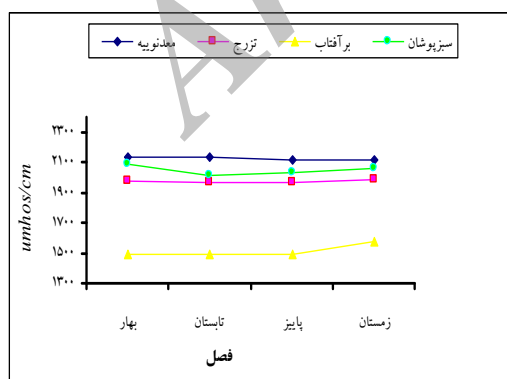 معدنوییه تزرج برآفتاب سبزپوشان
۲۳۰۰
۲۱۰۰
۱۹۰۰
۱۷۰۰
۱۵۰۰
۱۳۰۰
umhos/cm
بهار تابستان پاییز زمستان
فصل